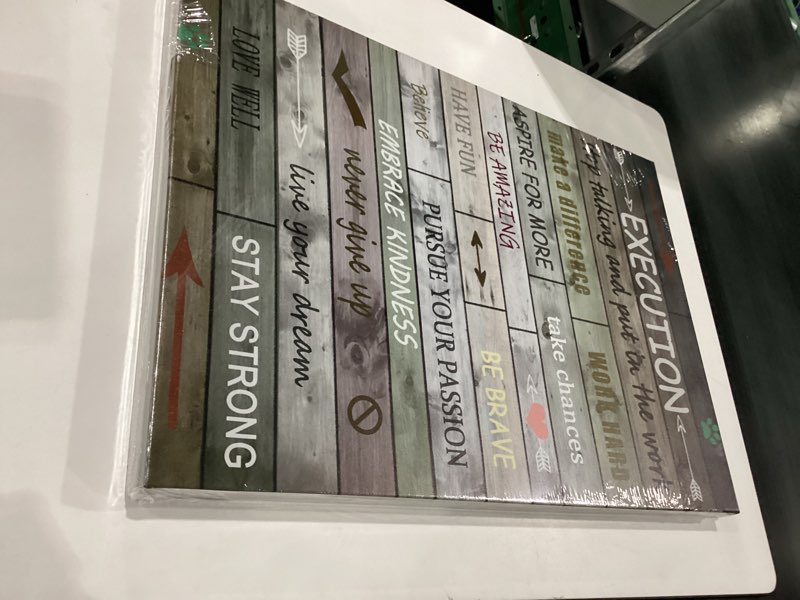 EXECUTION
stop talking and put in the work
make a difference WORK HARD
ASPIRE FOR MORE take chances
BE AMAZING
HAVE FUN BE BRAVE
Believe PURSUE YOUR PASSION
EMBRACE KINDNESS
never give up
live your dream
LOVE WELL STAY STRONG